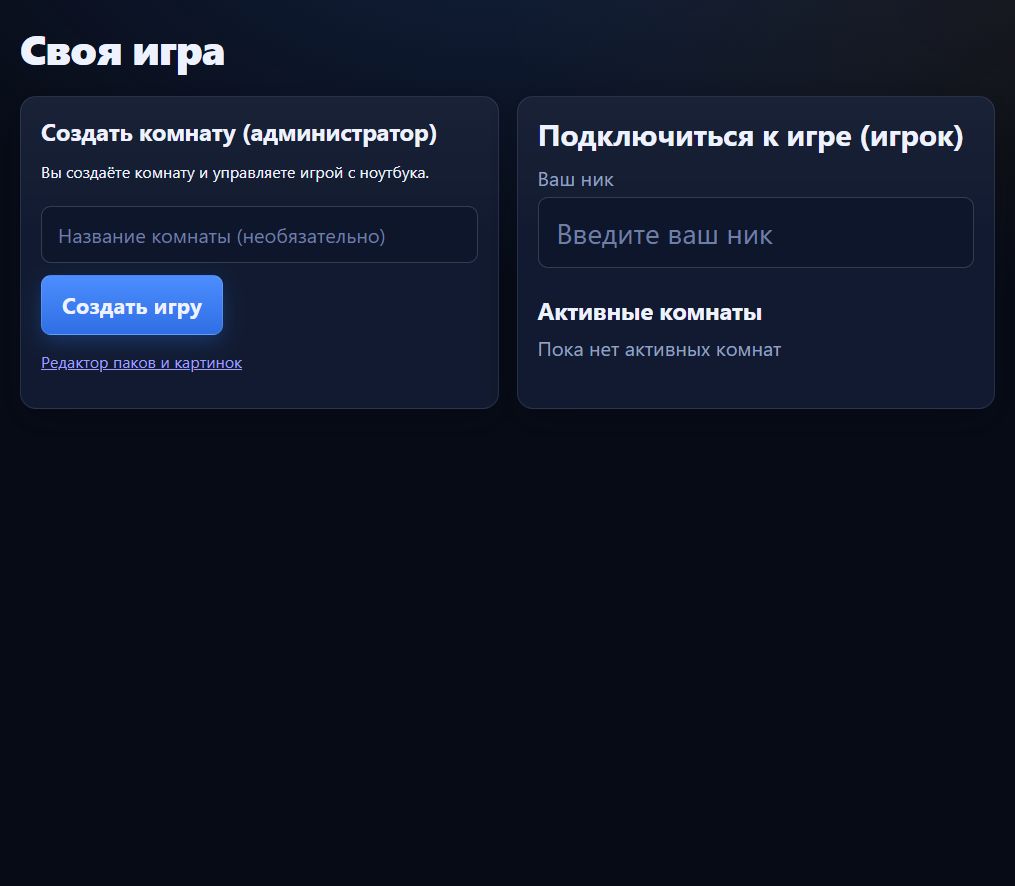 Своя игра
Создать комнату (администратор)
Вы создаёте комнату и управляете игрой с ноутбука.
Название комнаты (необязательно)
Создать игру
Редактор паков и картинок
Подключиться к игре (игрок)
Ваш ник
Введите ваш ник
Активные комнаты
Пока нет активных комнат